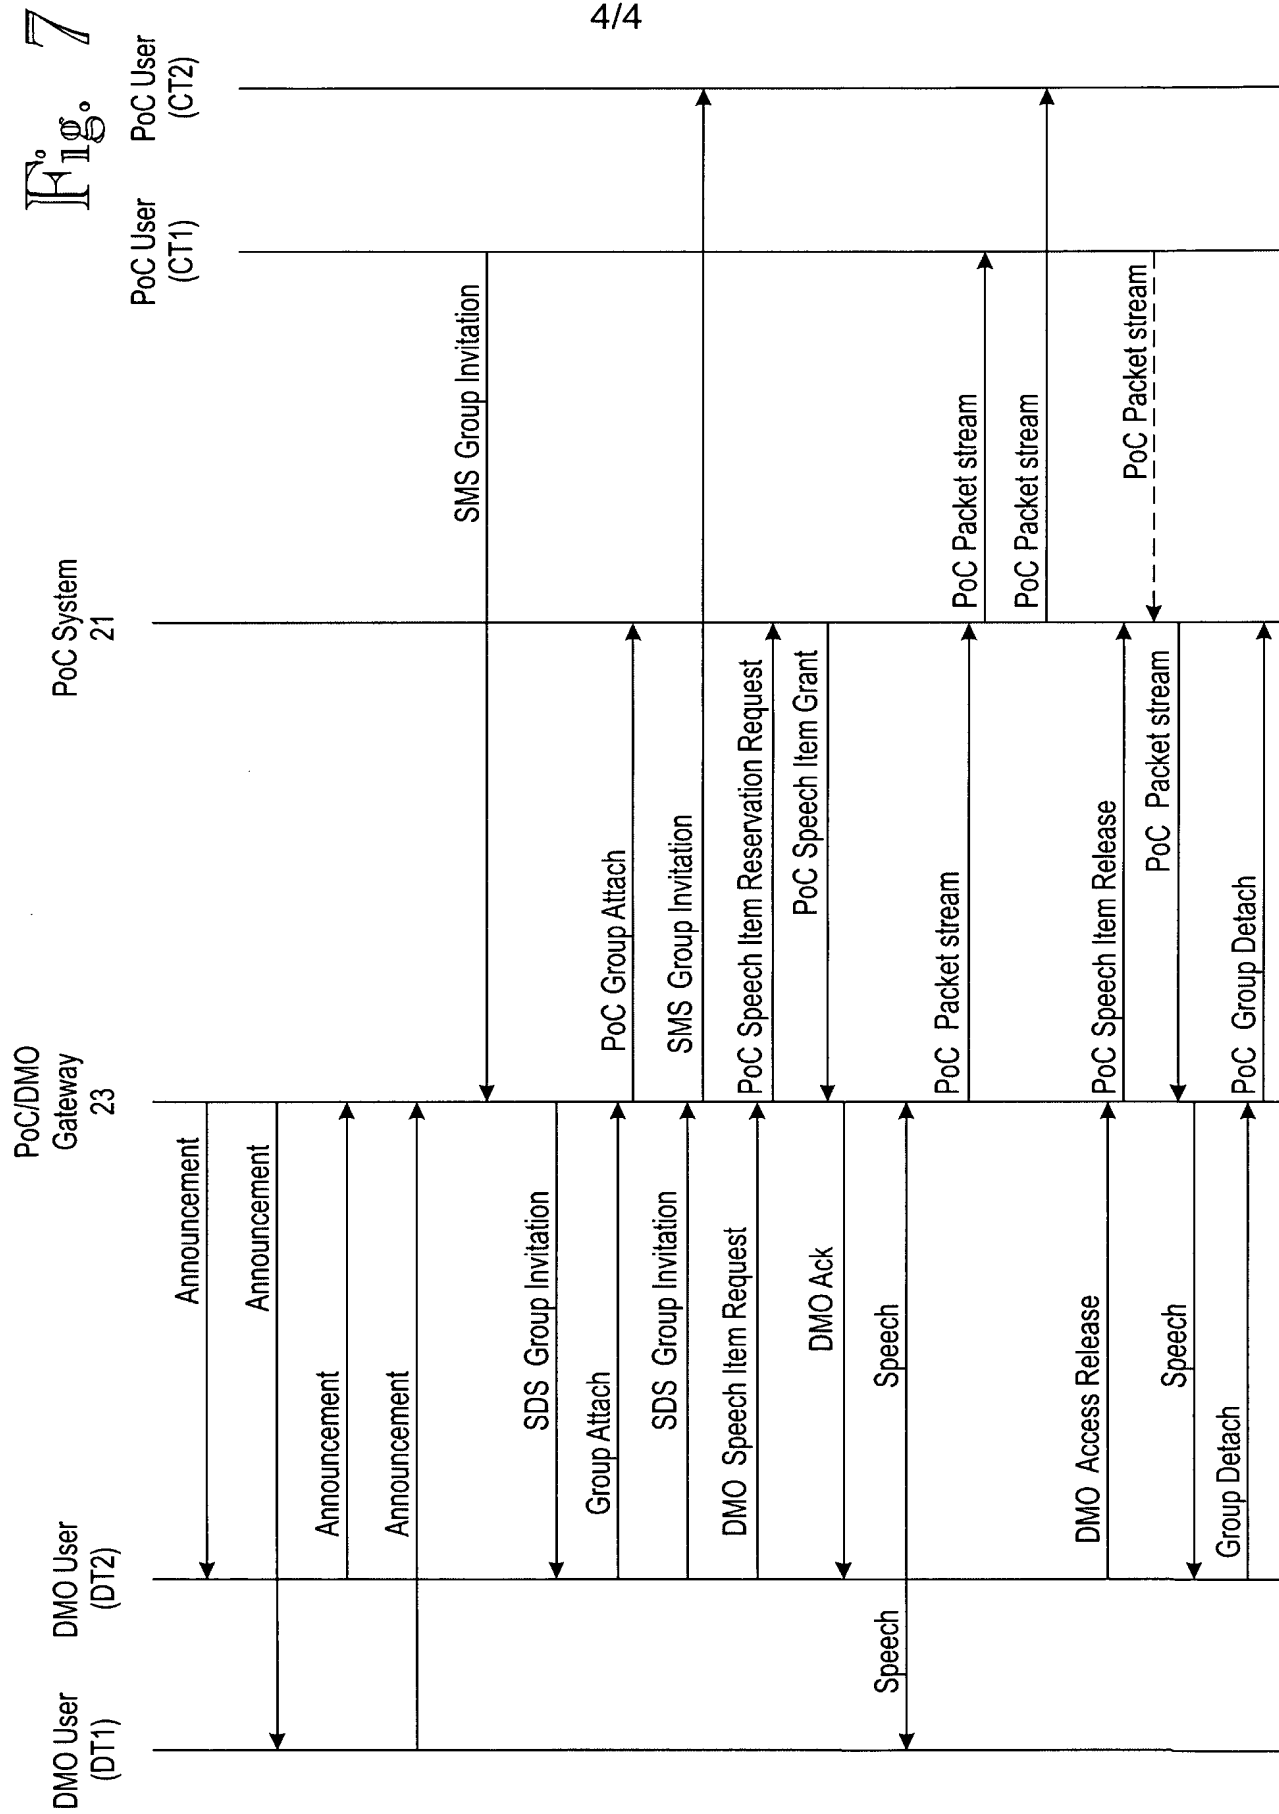 4/4
Fig. 7
DMO User
(DT1)
DMO User
(DT2)
PoC/DMO
Gateway
23
PoC System
21
PoC User
(CT1)
PoC User
(CT2)
Announcement
Announcement
Announcement
Announcement
SMS Group Invitation
SDS Group Invitation
Group Attach
PoC Group Attach
SDS Group Invitation
SMS Group Invitation
DMO Speech Item Request
PoC Speech Item Reservation Request
PoC Speech Item Grant
DMO Ack
Speech
Speech
PoC Packet stream
PoC Packet stream
PoC Packet stream
DMO Access Release
PoC Speech Item Release
PoC Packet stream
PoC Packet stream
Speech
Group Detach
PoC Group Detach